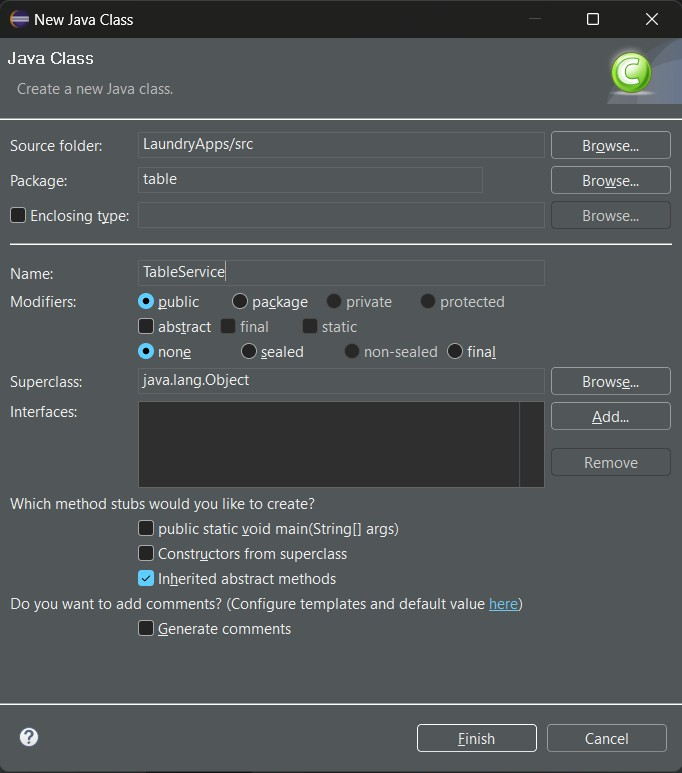 New Java Class
Java Class
Create a new Java class.
Source folder: LaundryApps/src Browse...
Package: table Browse...
Enclosing type: Browse...
Name: TableService
Modifiers: public package private protected
abstract final static
none sealed non-sealed final
Superclass: java.lang.Object Browse...
Interfaces: Add...
Remove
Which method stubs would you like to create?
public static void main(String[] args)
Constructors from superclass
Inherited abstract methods
Do you want to add comments? (Configure templates and default value here)
Generate comments
? Finish Cancel